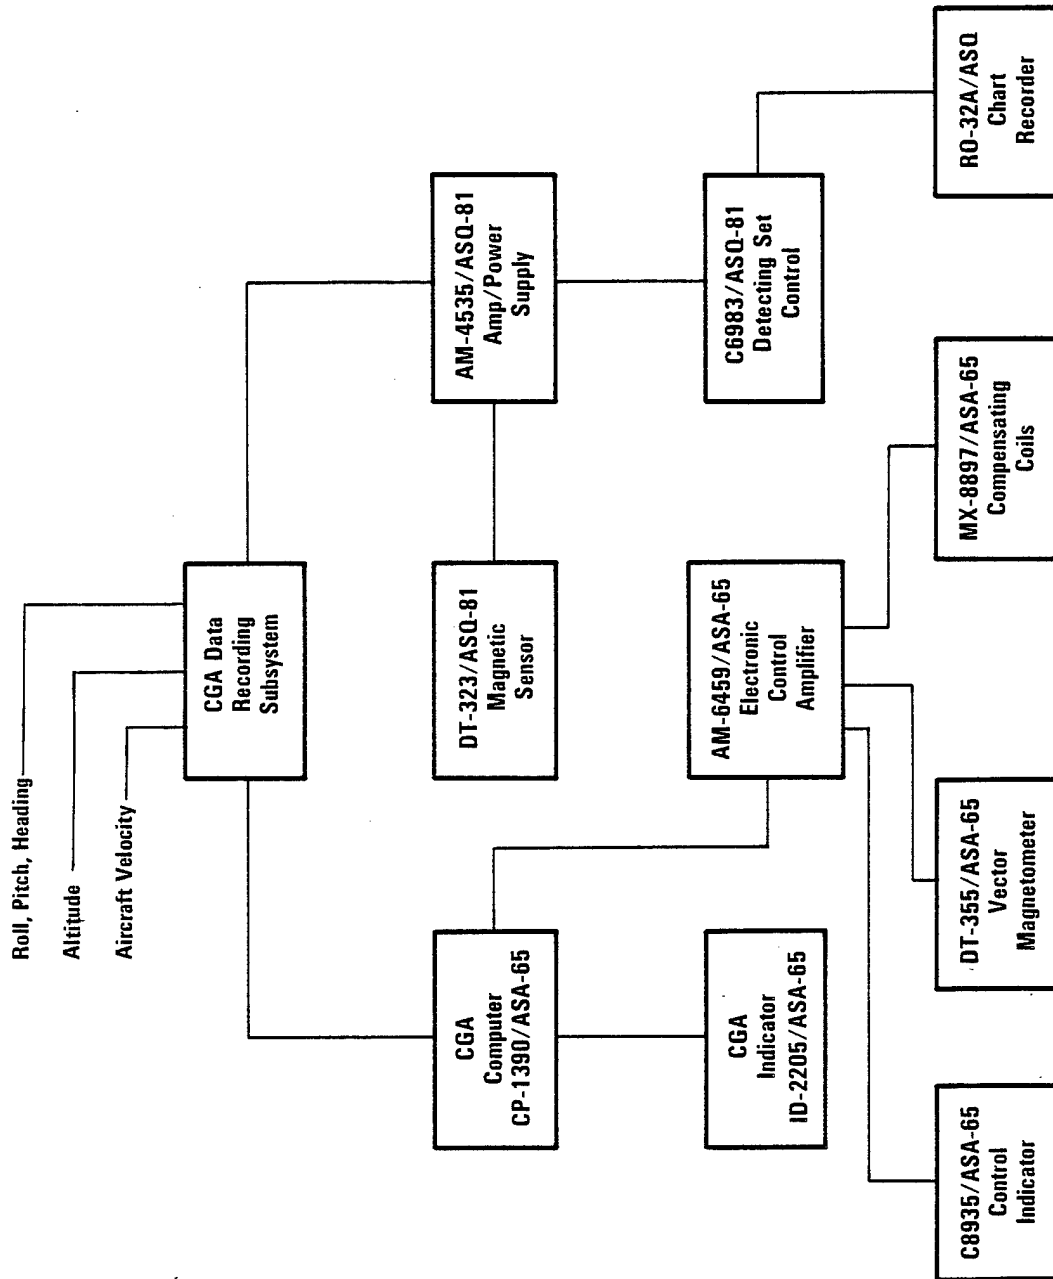 Roll, Pitch, Heading
Altitude
Aircraft Velocity
CGA Data
Recording
Subsystem
CGA
Computer
CP-1390/ASA-65
DT-323/ASQ-81
Magnetic
Sensor
AM-4535/ASQ-81
Amp/Power
Supply
CGA
Indicator
ID-2205/ASA-65
AM-6459/ASA-65
Electronic
Control
Amplifier
C6983/ASQ-81
Detecting Set
Control
C8935/ASA-65
Control
Indicator
DT-355/ASA-65
Vector
Magnetometer
MX-8897/ASA-65
Compensating
Coils
RO-32A/ASQ
Chart
Recorder